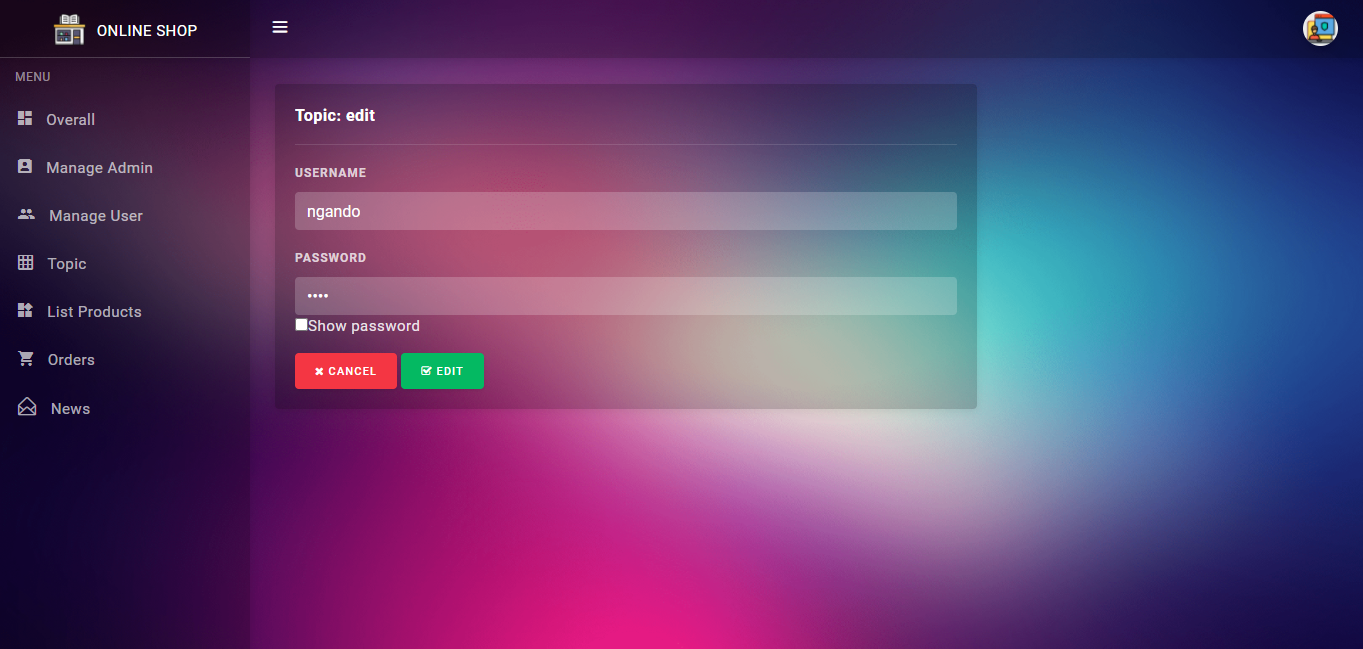 ONLINE SHOP
MENU
Overall
Manage Admin
Manage User
Topic
List Products
Orders
News
Topic: edit
USERNAME
ngando
PASSWORD
••••
Show password
✖ CANCEL
EDIT